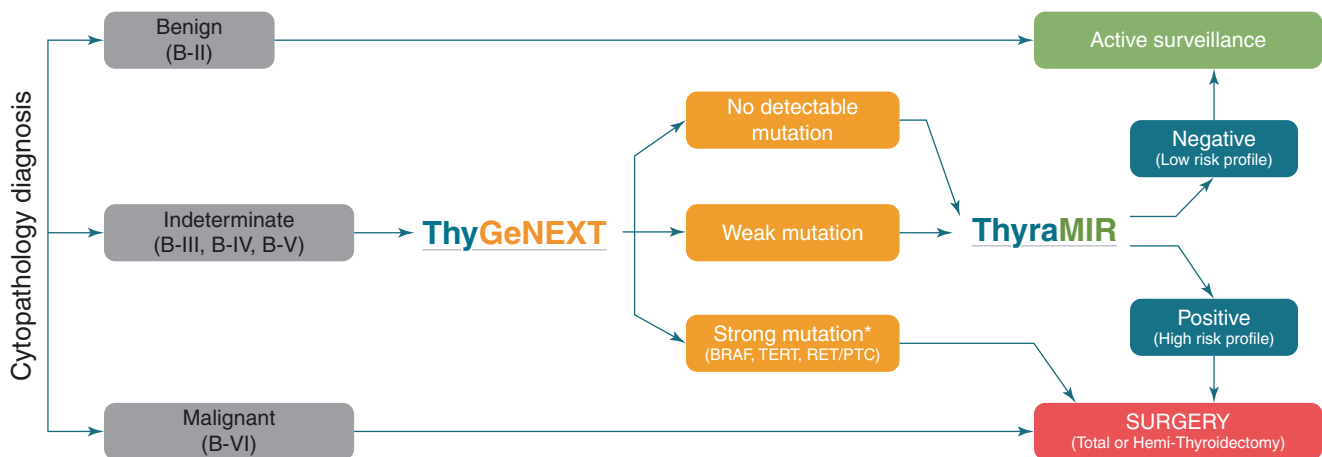 Cytopathology diagnosis
Benign
(B-II)
Active surveillance
No detectable
mutation
Negative
(Low risk profile)
Indeterminate
(B-III, B-IV, B-V)
ThyGeNEXT
Weak mutation
ThyraMIR
Strong mutation*
(BRAF, TERT, RET/PTC)
Positive
(High risk profile)
Malignant
(B-VI)
SURGERY
(Total or Hemi-Thyroidectomy)